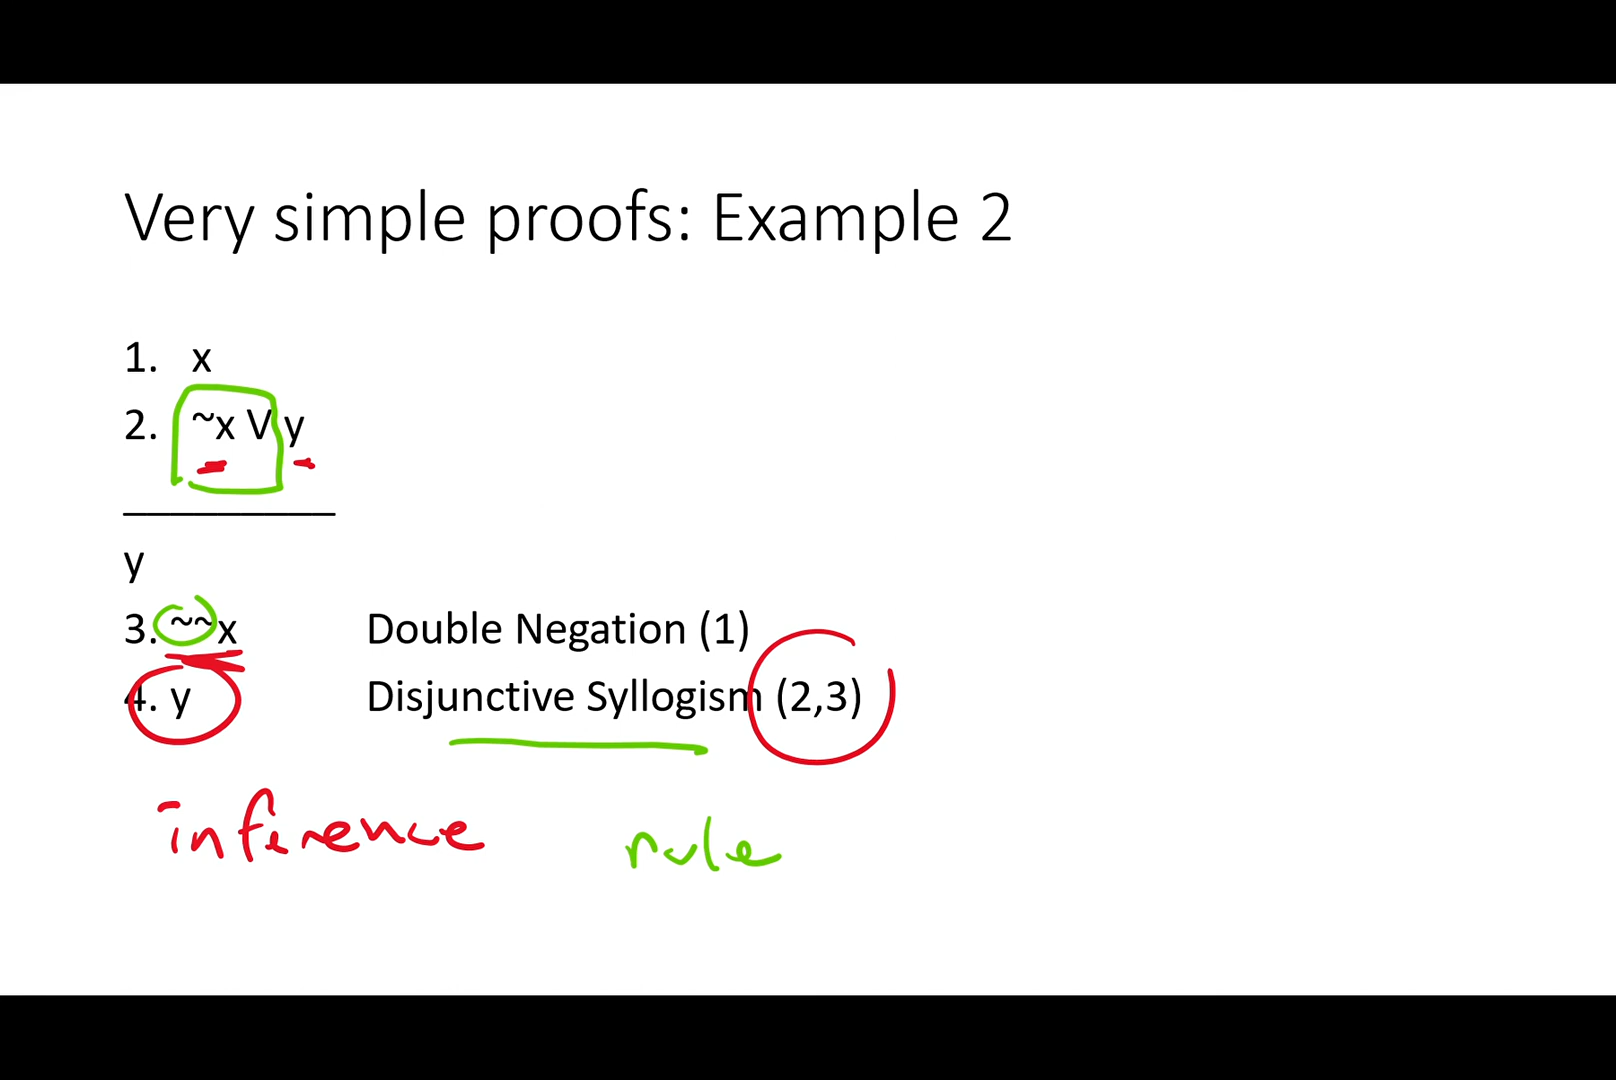 Very simple proofs: Example 2
1. x
2. ~x V y
y
3. ~~x Double Negation (1)
4. y Disjunctive Syllogism (2,3)
inference rule